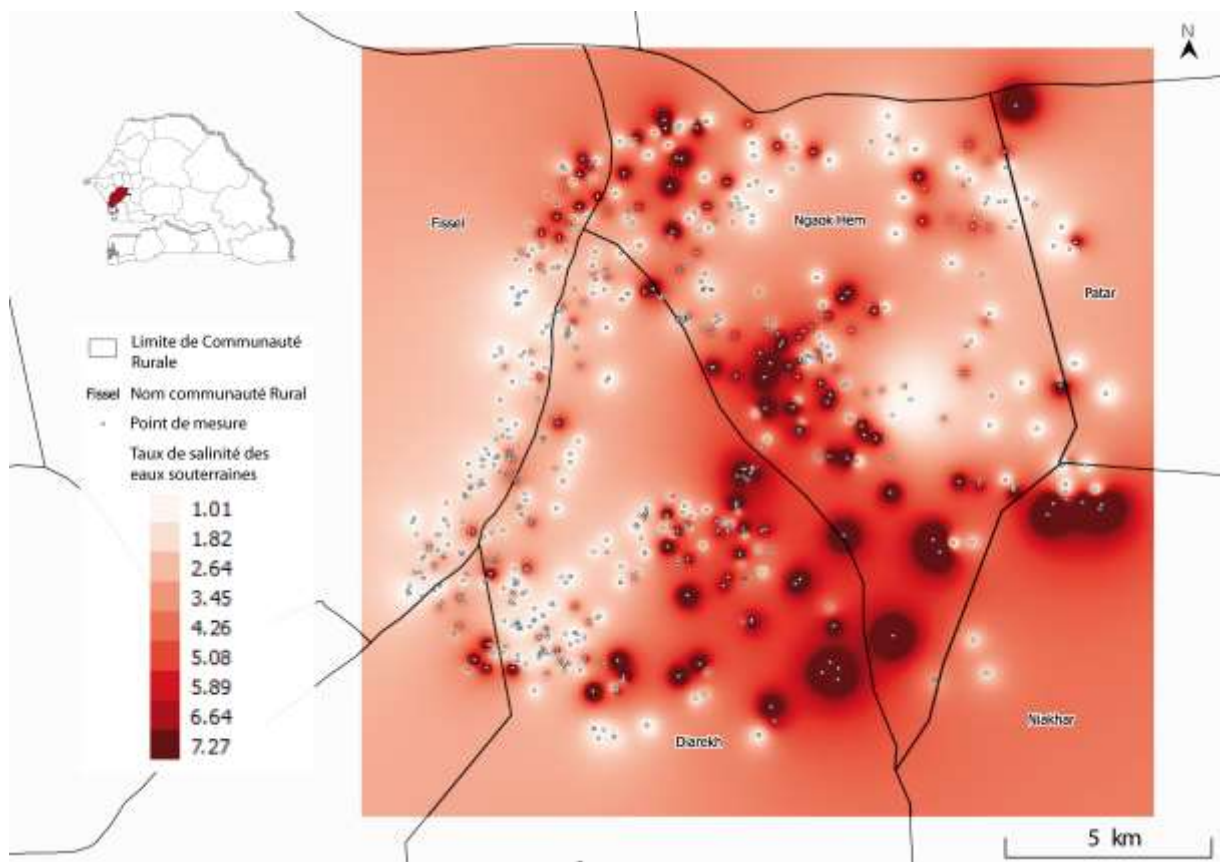 N
Fissel
Ngaok Hem
Patar
Limite de Communauté
Rurale
Fissel Nom communauté Rural
Point de mesure
Taux de salinité des
eaux souterraines
1.01
1.82
2.64
3.45
4.26
5.08
5.89
6.64
7.27
Niakhar
Diarekh
5 km